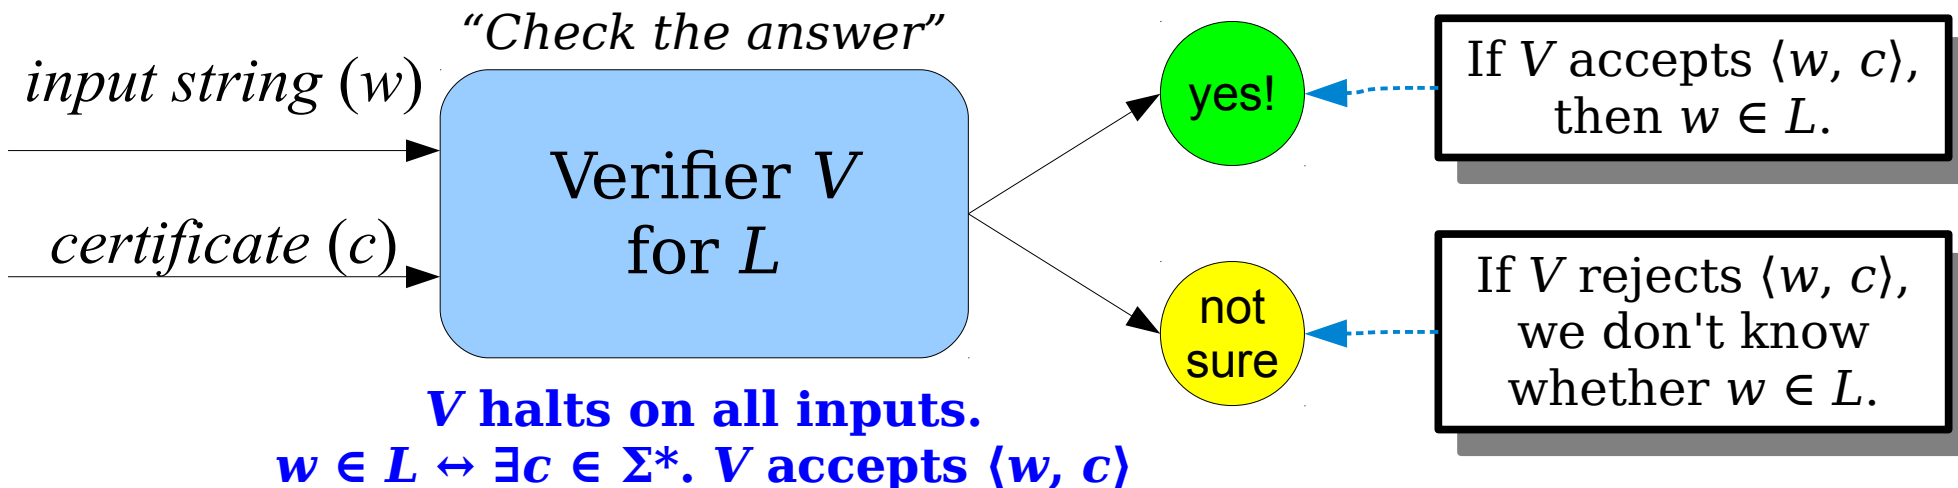 “Check the answer”
input string (w)
certificate (c)
Verifier V
for L
yes!
not
sure
If V accepts ⟨w, c⟩,
then w ∈ L.
If V rejects ⟨w, c⟩,
we don't know
whether w ∈ L.
V halts on all inputs.
w ∈ L ↔ ∃c ∈ Σ*. V accepts ⟨w, c⟩